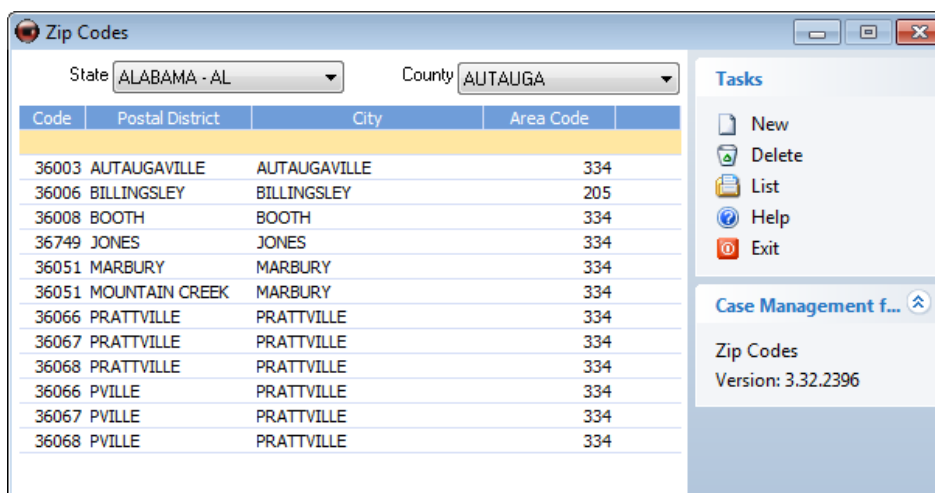 Zip Codes
State ALABAMA - AL County AUTAUGA
Code Postal District City Area Code
36003 AUTAUGAVILLE AUTAUGAVILLE 334
36006 BILLINGSLEY BILLINGSLEY 205
36008 BOOTH BOOTH 334
36749 JONES JONES 334
36051 MARBURY MARBURY 334
36051 MOUNTAIN CREEK MARBURY 334
36066 PRATTVILLE PRATTVILLE 334
36067 PRATTVILLE PRATTVILLE 334
36068 PRATTVILLE PRATTVILLE 334
36066 PVILLE PRATTVILLE 334
36067 PVILLE PRATTVILLE 334
36068 PVILLE PRATTVILLE 334
Tasks
New
Delete
List
Help
Exit
Case Management f...
Zip Codes
Version: 3.32.2396